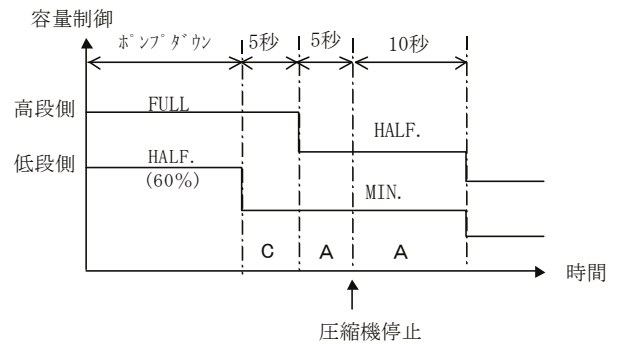 容量制御
ポンプダウン 5秒 5秒 10秒
高段側 FULL
HALF.
低段側 HALF.
(60%)
MIN.
C A A
時間
圧縮機停止